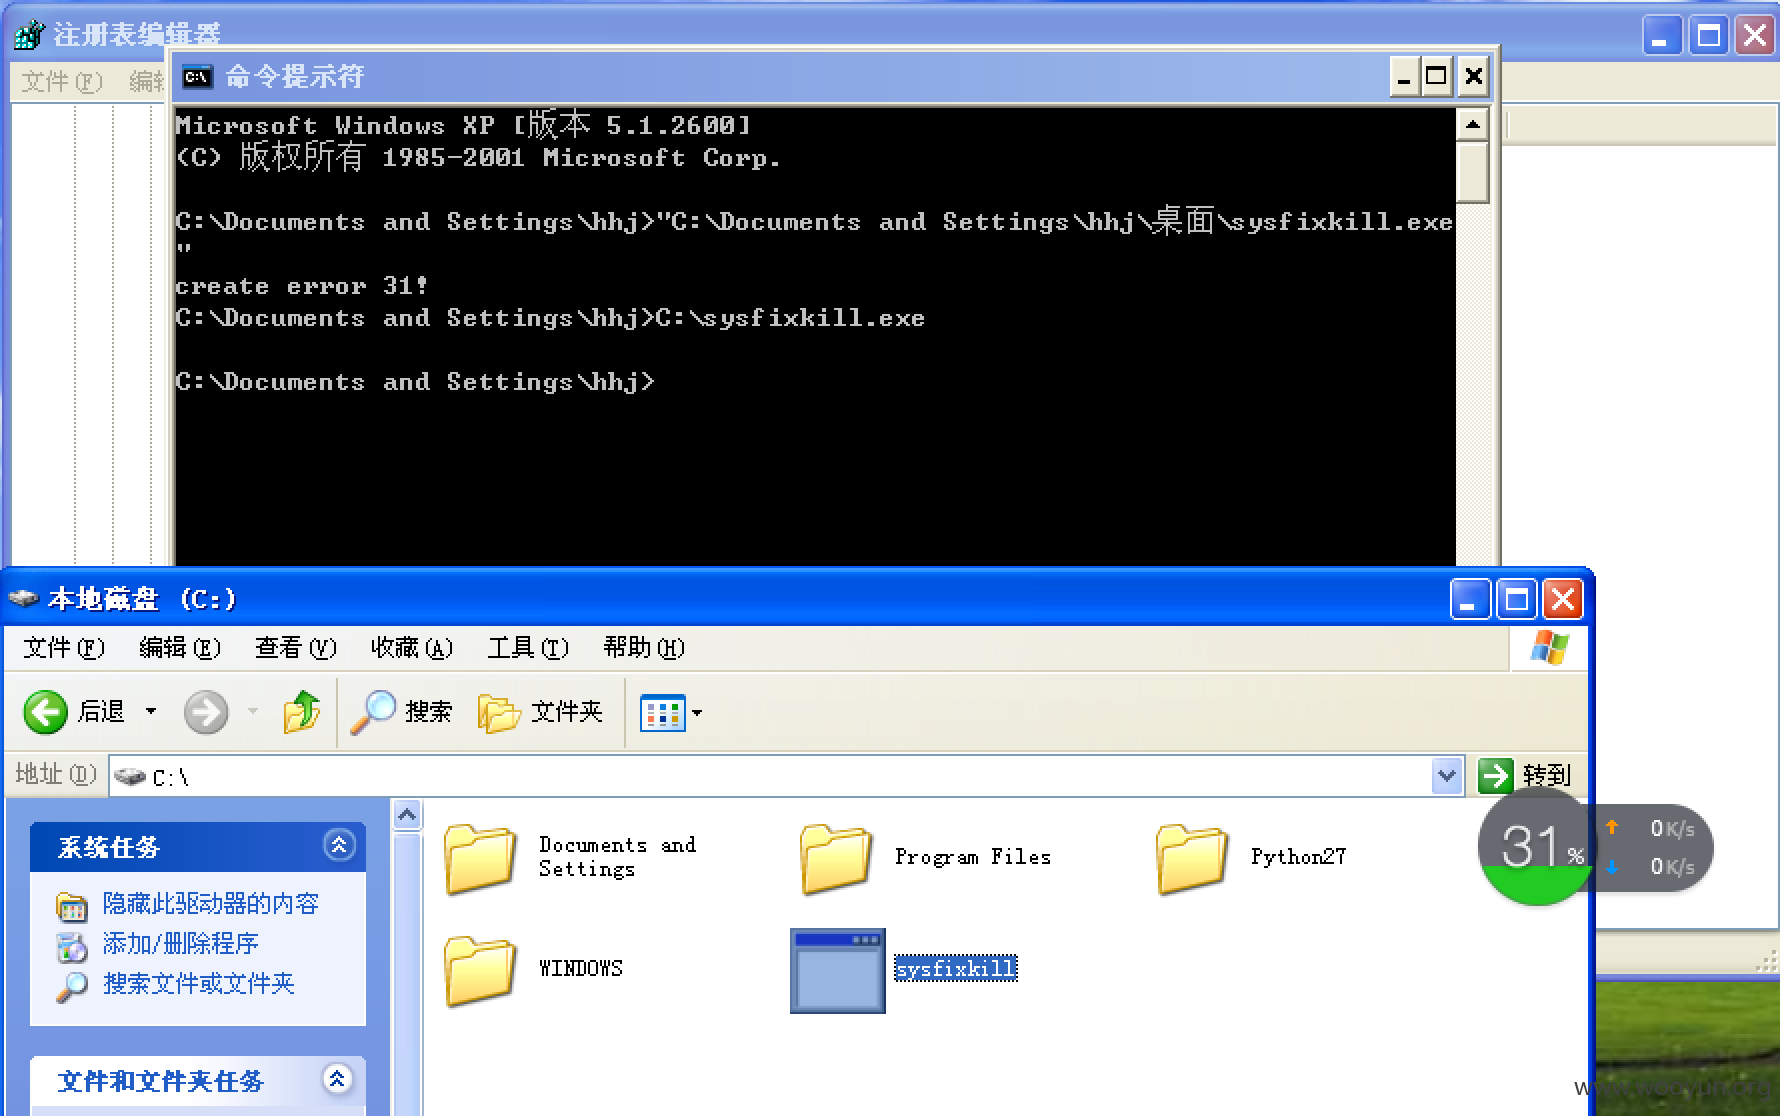 注册表编辑器
文件(F) 编辑
命令提示符
Microsoft Windows XP [版本 5.1.2600]
(C) 版权所有 1985-2001 Microsoft Corp.
C:\Documents and Settings\hhj>"C:\Documents and Settings\hhj\桌面\sysfixkill.exe
"
create error 31!
C:\Documents and Settings\hhj>C:\sysfixkill.exe
C:\Documents and Settings\hhj>
本地磁盘 (C:)
文件(F) 编辑(E) 查看(V) 收藏(A) 工具(T) 帮助(H)
后退 搜索 文件夹
地址(D) C:\ 转到
系统任务
隐藏此驱动器的内容
添加/删除程序
搜索文件或文件夹
文件和文件夹任务
Documents and
Settings
Program Files
Python27
WINDOWS
sysfixkill
31%
0K/s
0K/s
www.wooyun.org